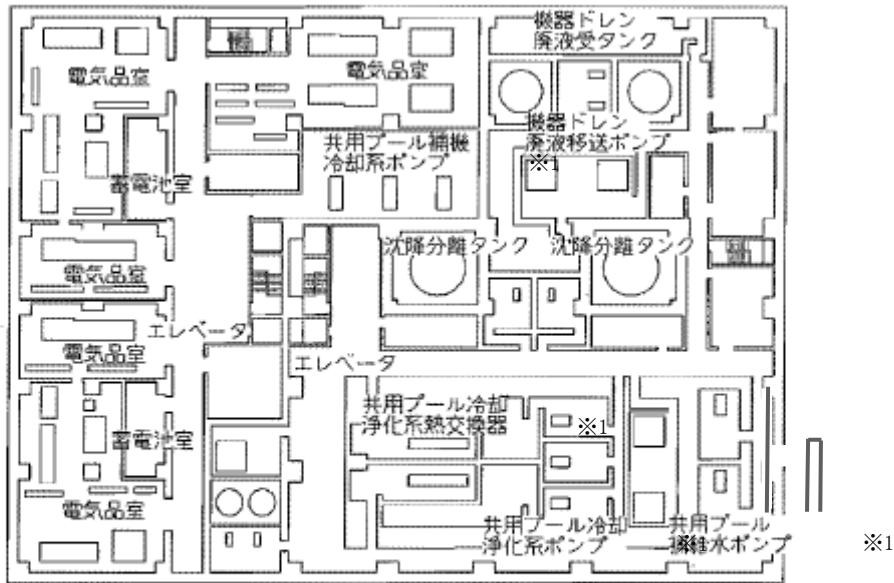 機器ドレン
廃液受タンク
電気品室
電気品室
機器ドレン
廃液移送ポンプ
※1
共用プール補機
冷却系ポンプ
蓄電池室
沈降分離タンク
沈降分離タンク
電気品室
エレベータ
電気品室
エレベータ
共用プール冷却
浄化系熱交換器
※1
蓄電池室
電気品室
共用プール冷却
浄化系ポンプ
共用プール
水ポンプ
※1